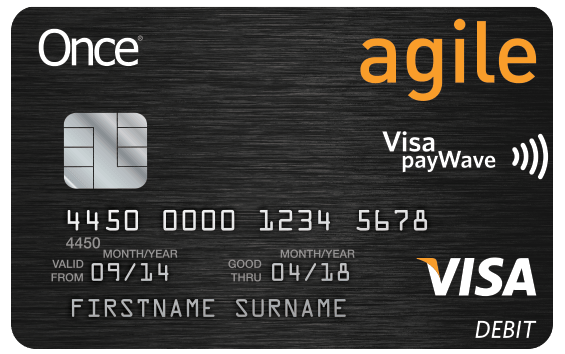 Once®
agile
Visa
payWave
4450 0000 1234 5678
4450
MONTH/YEAR MONTH/YEAR
VALID FROM 09/14 GOOD THRU 04/18
FIRSTNAME SURNAME
VISA
DEBIT